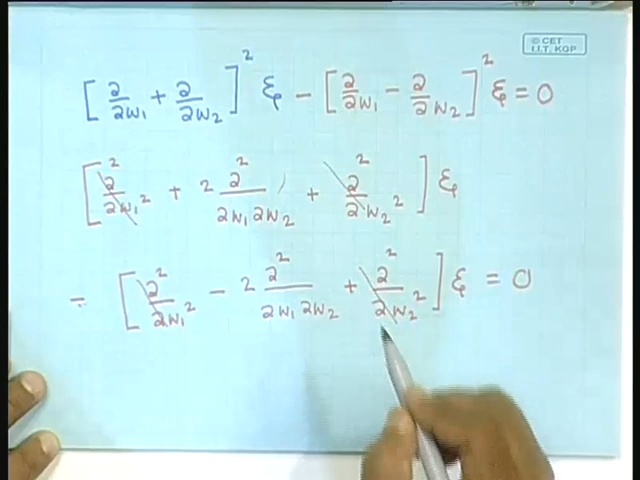 © CET
I.I.T. KGP
[∂/∂w₁ + ∂/∂w₂]² ξ − [∂/∂w₁ − ∂/∂w₂]² ξ = 0
[∂²/∂w₁² + 2 ∂²/∂w₁∂w₂ + ∂²/∂w₂²] ξ
− [∂²/∂w₁² − 2 ∂²/∂w₁∂w₂ + ∂²/∂w₂²] ξ = 0